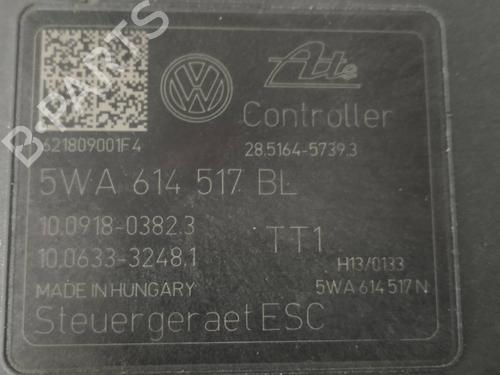 Ate
Controller
621809001F4 28.5164-5739.3
5WA 614 517 BL
10.0918-0382.3
10.0633-3248.1 TT1
H13/0133
MADE IN HUNGARY 5WA 614 517 N
Steuergeraet ESC
B-PARTS